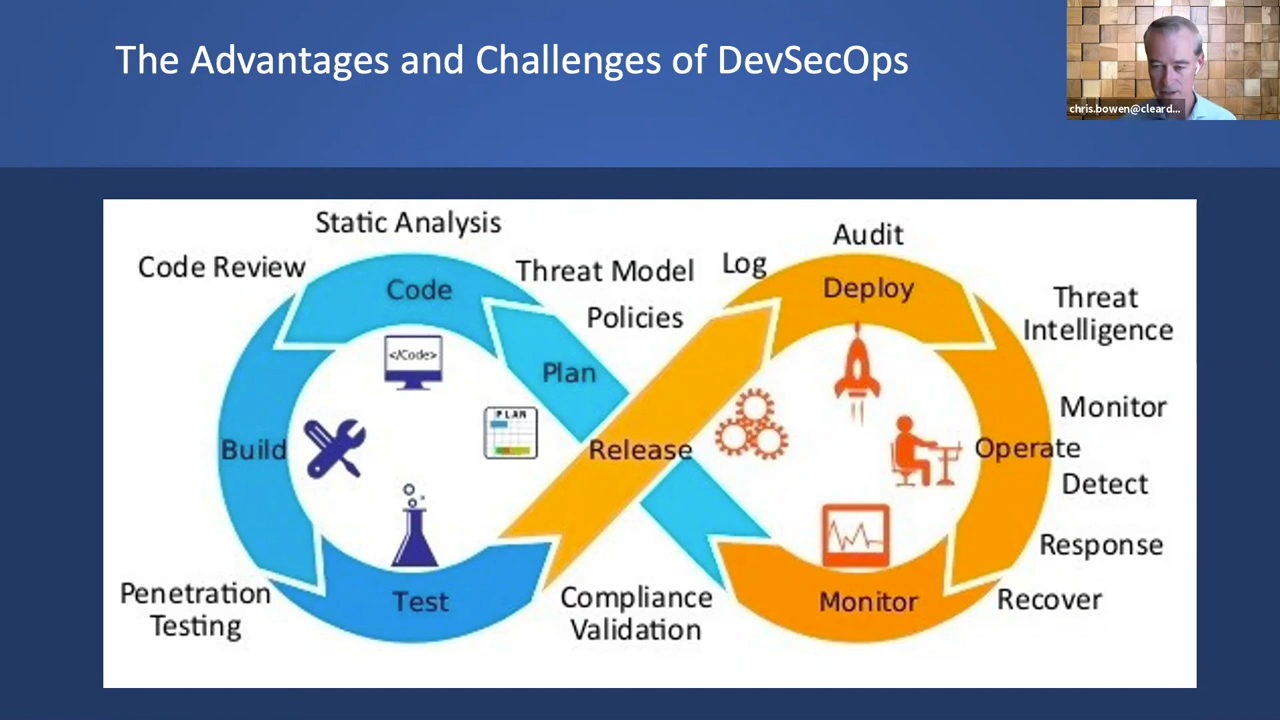 The Advantages and Challenges of DevSecOps
chris.bowen@cleard...
Static Analysis
Code Review
Code
Threat Model
Policies
Plan
</Code>
PLAN
Build
Test
Penetration
Testing
Release
Compliance
Validation
Log
Audit
Deploy
Threat
Intelligence
Monitor
Operate
Detect
Response
Recover
Monitor